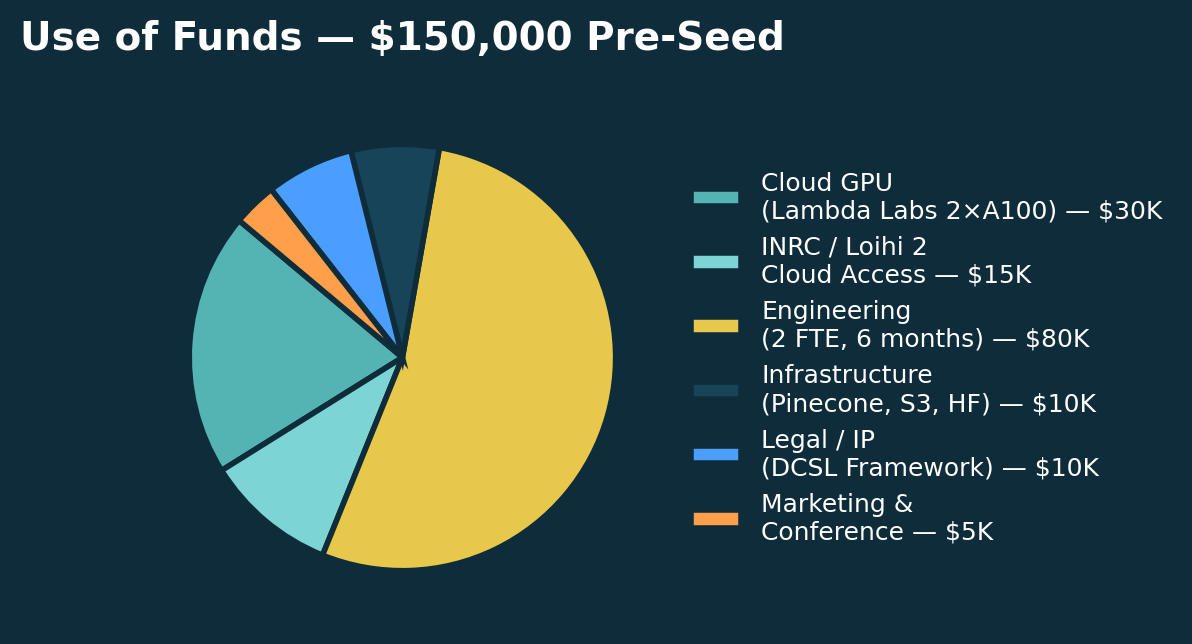 Use of Funds — $150,000 Pre-Seed
Cloud GPU
(Lambda Labs 2×A100) — $30K
INRC / Loihi 2
Cloud Access — $15K
Engineering
(2 FTE, 6 months) — $80K
Infrastructure
(Pinecone, S3, HF) — $10K
Legal / IP
(DCSL Framework) — $10K
Marketing &
Conference — $5K